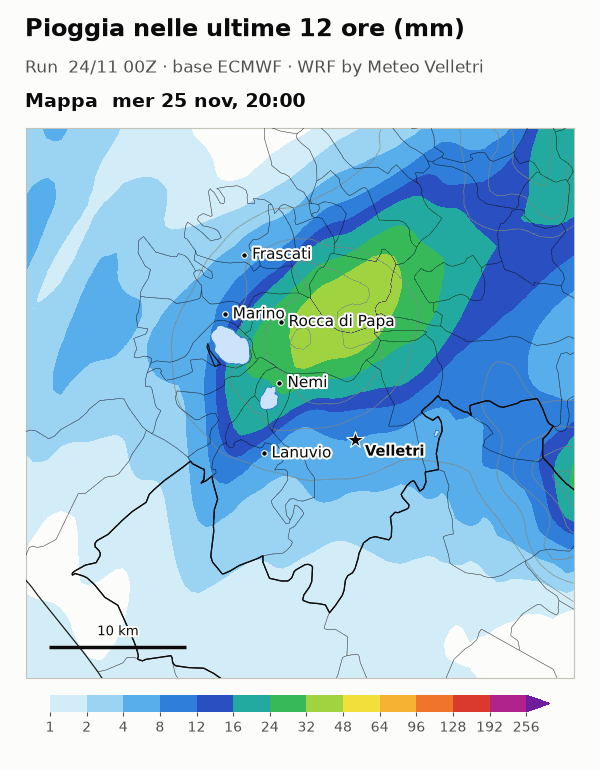 Pioggia nelle ultime 12 ore (mm)
Run  24/11 00Z · base ECMWF · WRF by Meteo Velletri
Mappa  mer 25 nov, 20:00
Frascati
Marino
Rocca di Papa
Nemi
Velletri
Lanuvio
10 km
1 2 4 8 12 16 24 32 48 64 96 128 192 256